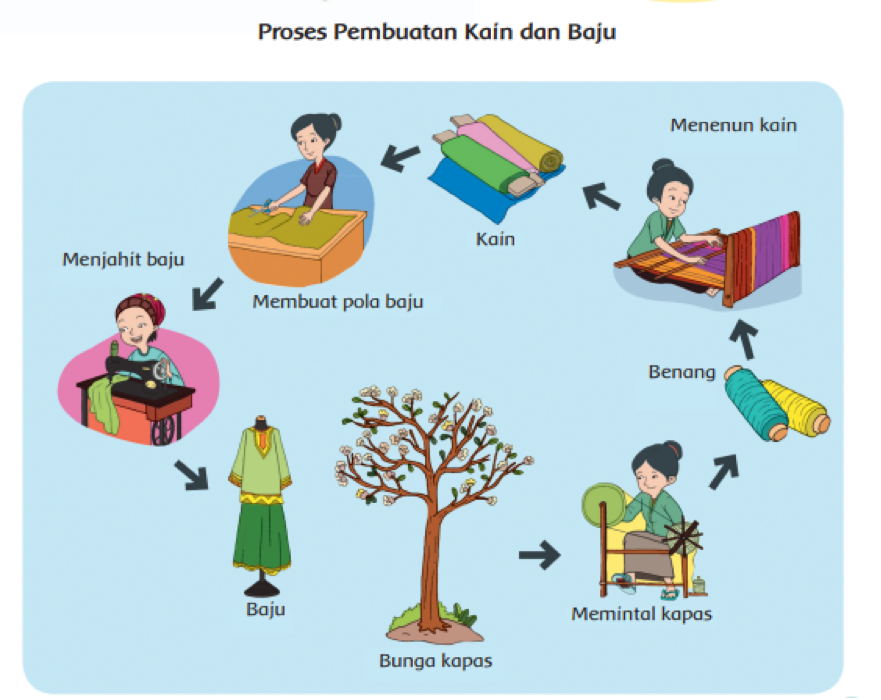 Proses Pembuatan Kain dan Baju
Menenun kain
Kain
Menjahit baju
Membuat pola baju
Benang
Baju
Memintal kapas
Bunga kapas